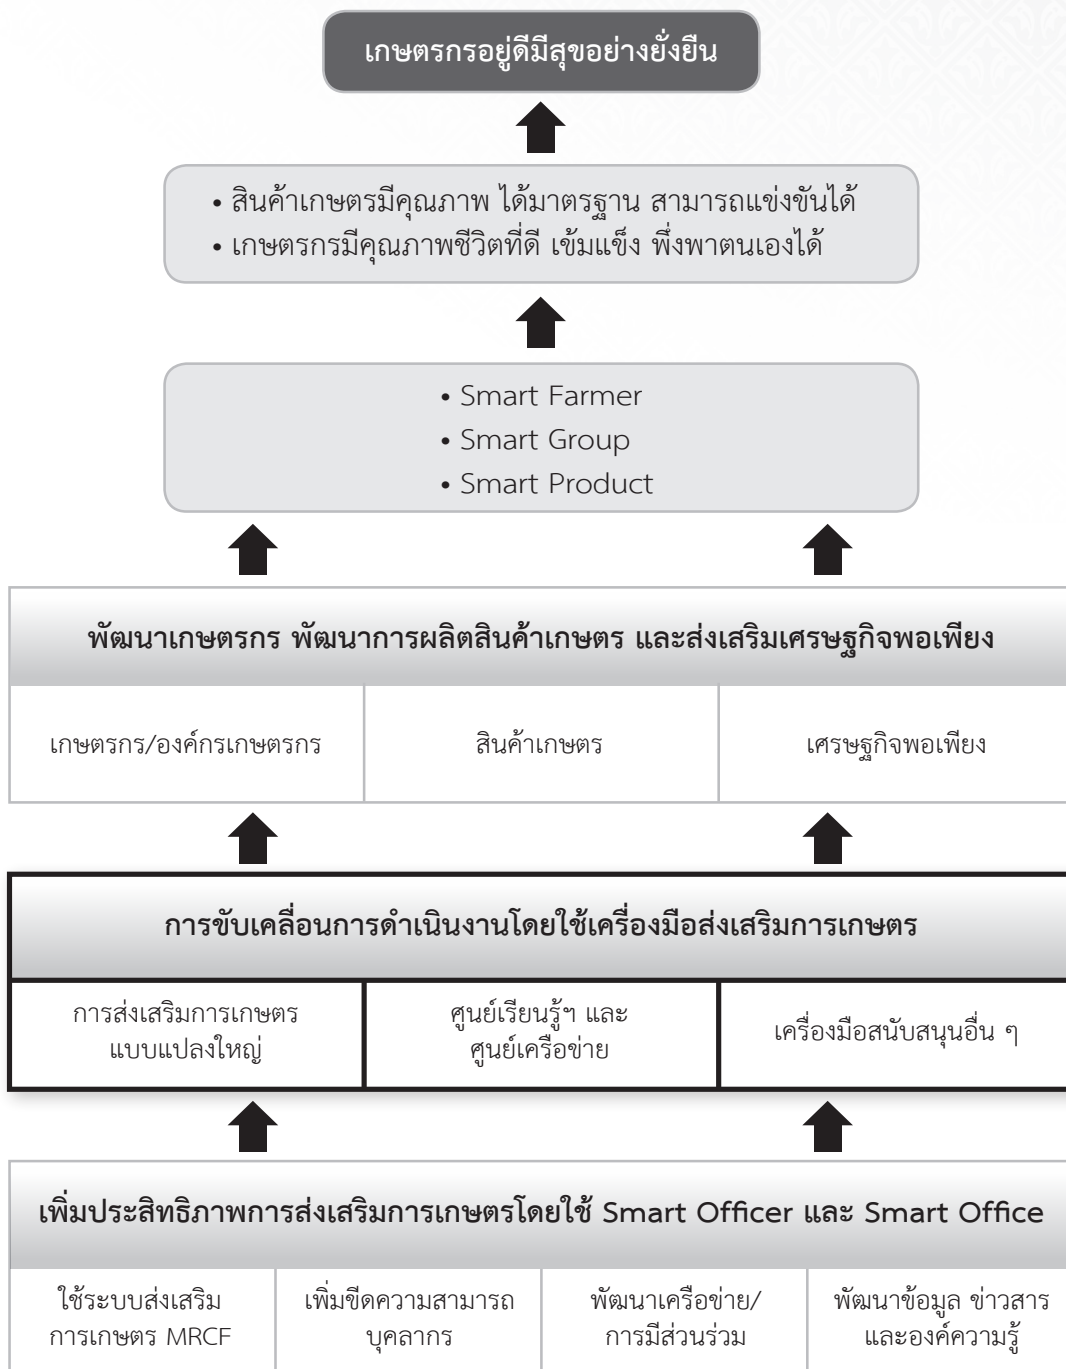 เกษตรกรอยู่ดีมีสุขอย่างยั่งยืน
• สินค้าเกษตรมีคุณภาพ ได้มาตรฐาน สามารถแข่งขันได้
• เกษตรกรมีคุณภาพชีวิตที่ดี เข้มแข็ง พึ่งพาตนเองได้
• Smart Farmer
• Smart Group
• Smart Product
พัฒนาเกษตรกร พัฒนาการผลิตสินค้าเกษตร และส่งเสริมเศรษฐกิจพอเพียง
เกษตรกร/องค์กรเกษตรกร
สินค้าเกษตร
เศรษฐกิจพอเพียง
การขับเคลื่อนการดำเนินงานโดยใช้เครื่องมือส่งเสริมการเกษตร
การส่งเสริมการเกษตร
แบบแปลงใหญ่
ศูนย์เรียนรู้ฯ และ
ศูนย์เครือข่าย
เครื่องมือสนับสนุนอื่น ๆ
เพิ่มประสิทธิภาพการส่งเสริมการเกษตรโดยใช้ Smart Officer และ Smart Office
ใช้ระบบส่งเสริม
การเกษตร MRCF
เพิ่มขีดความสามารถ
บุคลากร
พัฒนาเครือข่าย/
การมีส่วนร่วม
พัฒนาข้อมูล ข่าวสาร
และองค์ความรู้